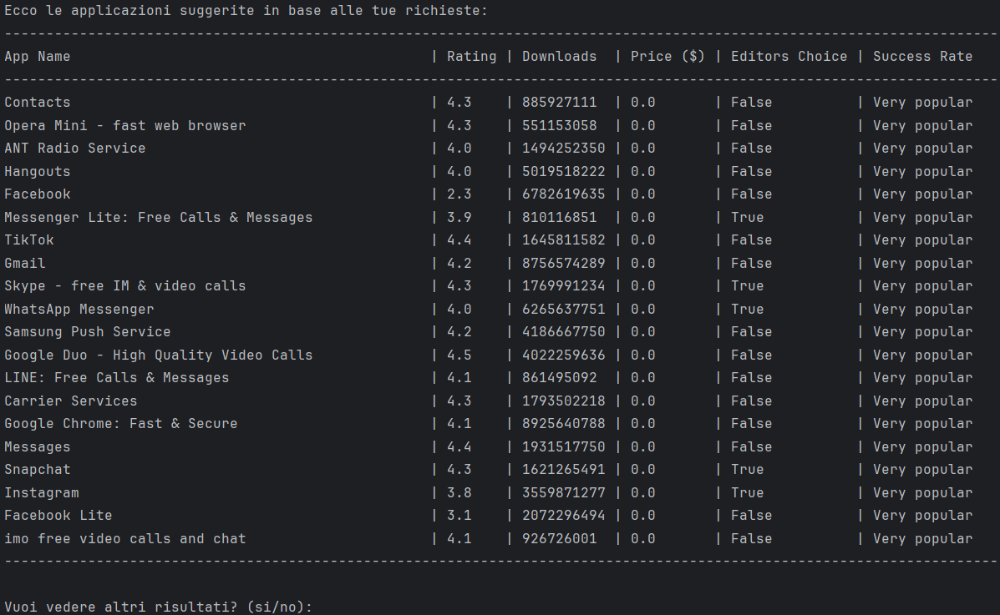 Ecco le applicazioni suggerite in base alle tue richieste:
-----------------------------------------------------------------------------------------------------------------------
App Name                                           | Rating | Downloads  | Price ($) | Editors Choice | Success Rate
-----------------------------------------------------------------------------------------------------------------------
Contacts                                           | 4.3    | 885927111  | 0.0       | False          | Very popular
Opera Mini - fast web browser                      | 4.3    | 551153058  | 0.0       | False          | Very popular
ANT Radio Service                                  | 4.0    | 1494252350 | 0.0       | False          | Very popular
Hangouts                                           | 4.0    | 5019518222 | 0.0       | False          | Very popular
Facebook                                           | 2.3    | 6782619635 | 0.0       | False          | Very popular
Messenger Lite: Free Calls & Messages              | 3.9    | 810116851  | 0.0       | True           | Very popular
TikTok                                             | 4.4    | 1645811582 | 0.0       | False          | Very popular
Gmail                                              | 4.2    | 8756574289 | 0.0       | False          | Very popular
Skype - free IM & video calls                      | 4.3    | 1769991234 | 0.0       | True           | Very popular
WhatsApp Messenger                                 | 4.0    | 6265637751 | 0.0       | True           | Very popular
Samsung Push Service                               | 4.2    | 4186667750 | 0.0       | False          | Very popular
Google Duo - High Quality Video Calls              | 4.5    | 4022259636 | 0.0       | False          | Very popular
LINE: Free Calls & Messages                        | 4.1    | 861495092  | 0.0       | False          | Very popular
Carrier Services                                   | 4.3    | 1793502218 | 0.0       | False          | Very popular
Google Chrome: Fast & Secure                       | 4.1    | 8925640788 | 0.0       | False          | Very popular
Messages                                           | 4.4    | 1931517750 | 0.0       | False          | Very popular
Snapchat                                           | 4.3    | 1621265491 | 0.0       | True           | Very popular
Instagram                                          | 3.8    | 3559871277 | 0.0       | True           | Very popular
Facebook Lite                                      | 3.1    | 2072296494 | 0.0       | False          | Very popular
imo free video calls and chat                      | 4.1    | 926726001  | 0.0       | False          | Very popular
-----------------------------------------------------------------------------------------------------------------------
Vuoi vedere altri risultati? (si/no):